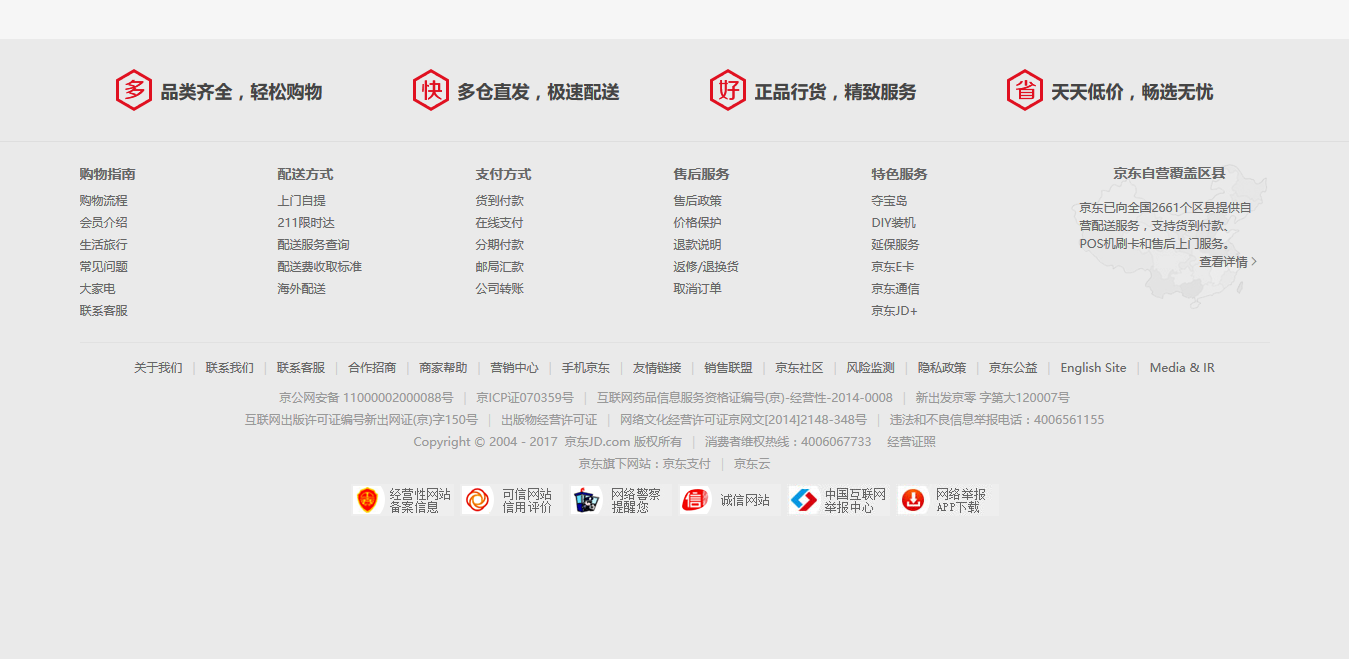 多 品类齐全，轻松购物
快 多仓直发，极速配送
好 正品行货，精致服务
省 天天低价，畅选无忧
购物指南
购物流程
会员介绍
生活旅行
常见问题
大家电
联系客服
配送方式
上门自提
211限时达
配送服务查询
配送费收取标准
海外配送
支付方式
货到付款
在线支付
分期付款
邮局汇款
公司转账
售后服务
售后政策
价格保护
退款说明
返修/退换货
取消订单
特色服务
夺宝岛
DIY装机
延保服务
京东E卡
京东通信
京东JD+
京东自营覆盖区县
京东已向全国2661个区县提供自
营配送服务，支持货到付款、
POS机刷卡和售后上门服务。
查看详情 >
关于我们 | 联系我们 | 联系客服 | 合作招商 | 商家帮助 | 营销中心 | 手机京东 | 友情链接 | 销售联盟 | 京东社区 | 风险监测 | 隐私政策 | 京东公益 | English Site | Media & IR
京公网安备 11000002000088号 | 京ICP证070359号 | 互联网药品信息服务资格证编号(京)-经营性-2014-0008 | 新出发京零 字第大120007号
互联网出版许可证编号新出网证(京)字150号 | 出版物经营许可证 | 网络文化经营许可证京网文[2014]2148-348号 | 违法和不良信息举报电话：4006561155
Copyright © 2004 - 2017 京东JD.com 版权所有 | 消费者维权热线：4006067733 经营证照
京东旗下网站：京东支付 | 京东云
经营性网站
备案信息
可信网站
信用评价
网络警察
提醒您
诚信网站
中国互联网
举报中心
网络举报
APP下载